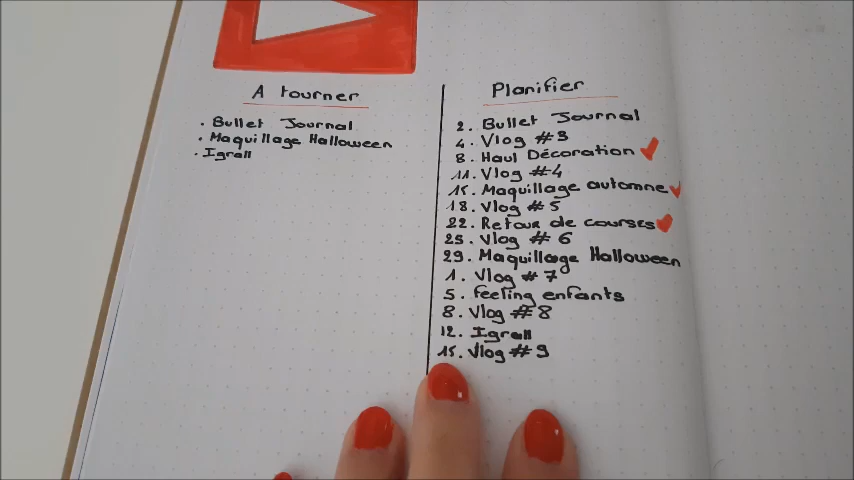 A tourner
. Bullet Journal
. Maquillage Halloween
. Igrall
Planifier
2. Bullet Journal
4. Vlog #3
8. Haul Décoration
11. Vlog #4
15. Maquillage automne
18. Vlog #5
22. Retour de courses
25. Vlog # 6
29. Maquillage Halloween
1. Vlog # 7
5. Feeling enfants
8. Vlog #8
12. Igrall
15. Vlog # 9